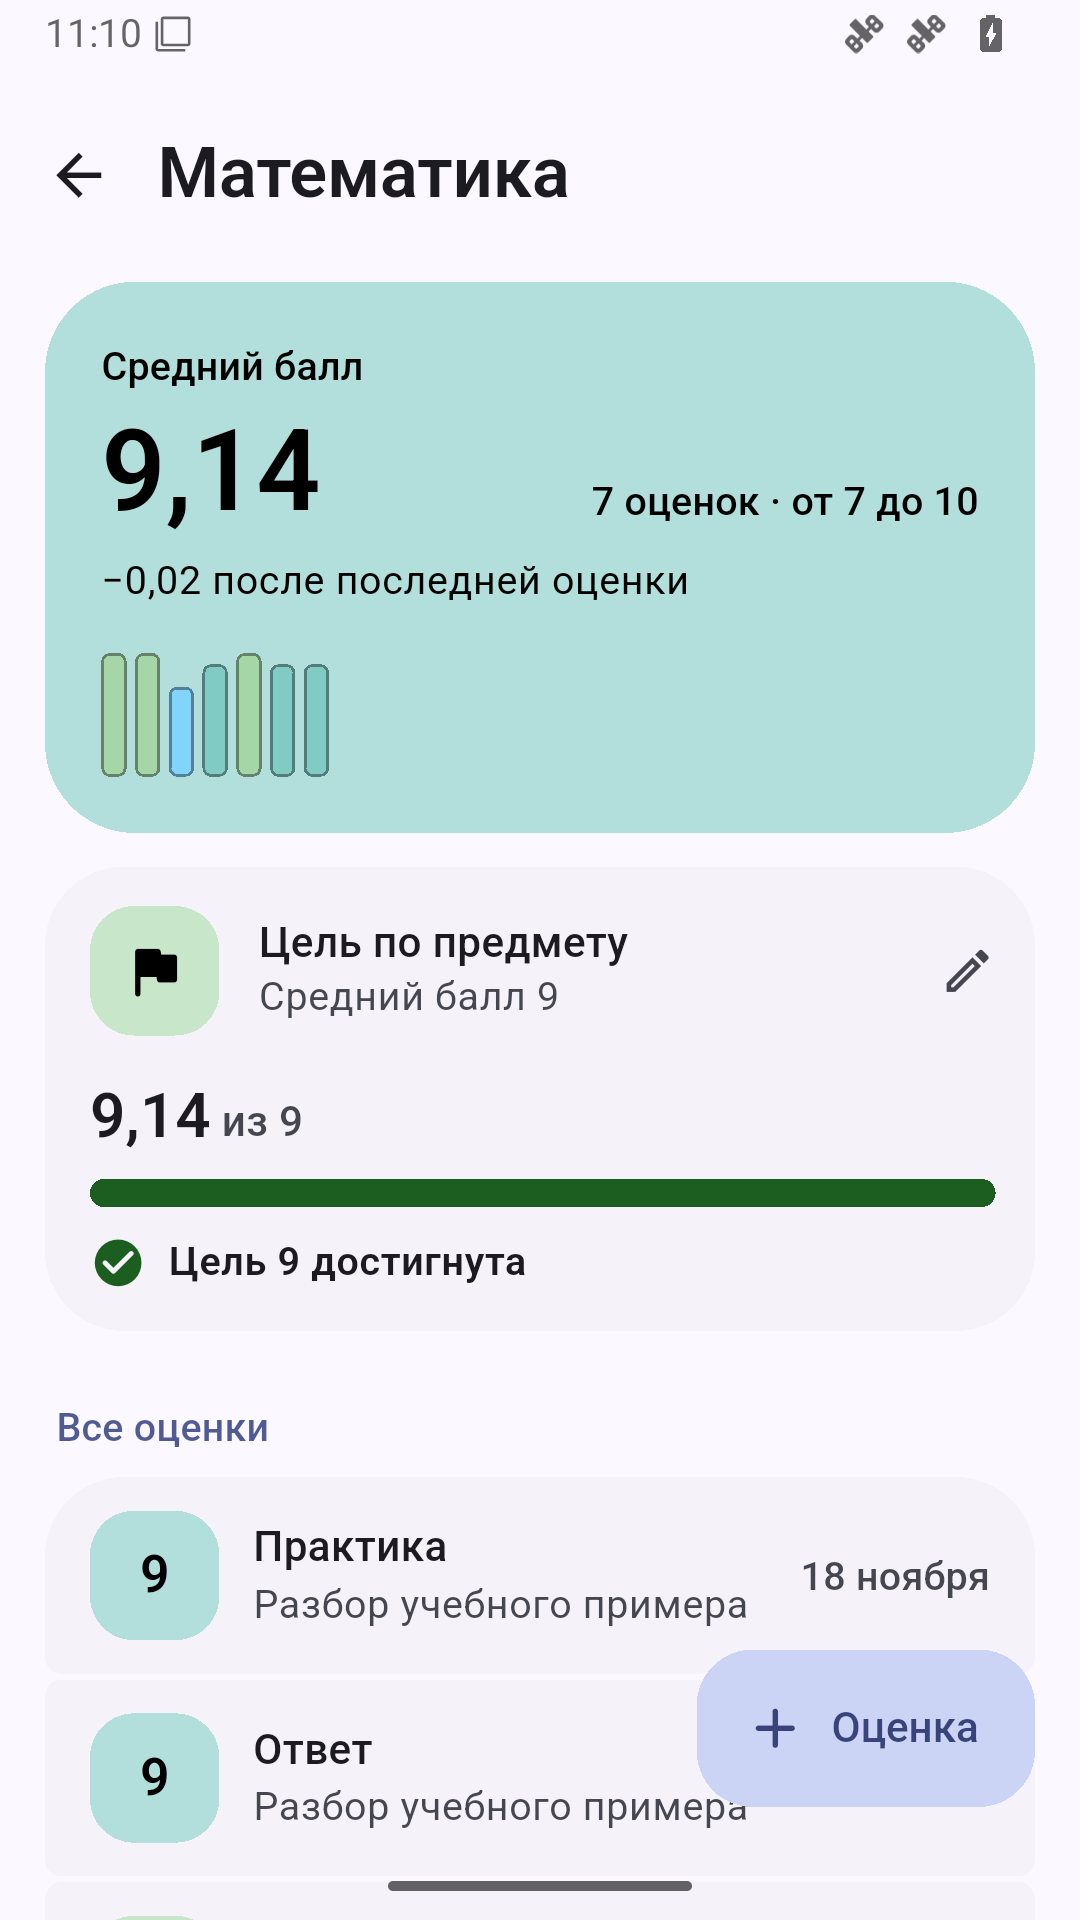 11:10
Математика
Средний балл
9,14
7 оценок · от 7 до 10
−0,02 после последней оценки
Цель по предмету
Средний балл 9
9,14 из 9
Цель 9 достигнута
Все оценки
9
Практика
Разбор учебного примера
18 ноября
9
Ответ
Разбор учебного примера
Оценка